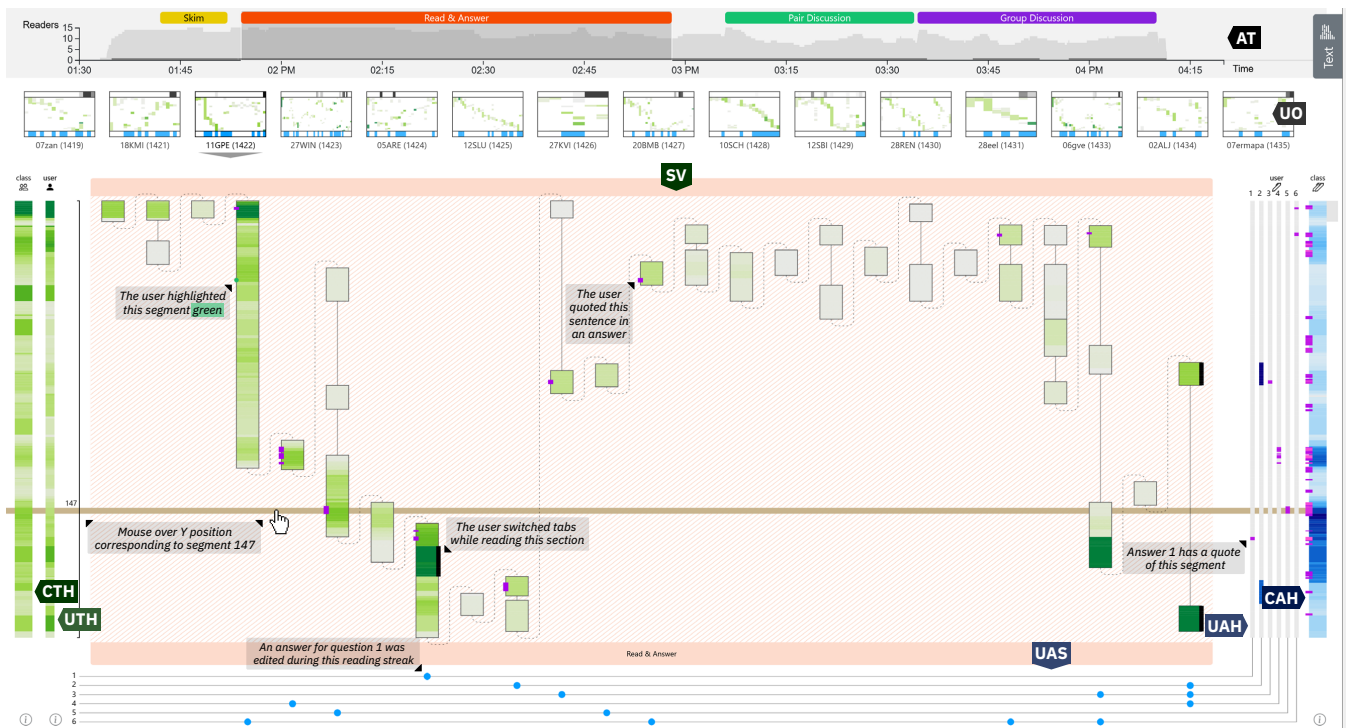 Skim
Read & Answer
Pair Discussion
Group Discussion
Readers
15
10
5
0
AT
Text
01:30
01:45
02 PM
02:15
02:30
02:45
03 PM
03:15
03:30
03:45
04 PM
04:15
Time
UO
07zan (1419)
18KMI (1421)
11GPE (1422)
27WIN (1423)
05ARE (1424)
12SLU (1425)
27KVI (1426)
20BMB (1427)
10SCH (1428)
12SBI (1429)
28REN (1430)
28eel (1431)
06gve (1433)
02ALJ (1434)
07ermapa (1435)
class
user
SV
user
class
1 2 3 4 5 6
The user highlighted
this segment green
The user
quoted this
sentence in
an answer
147
Mouse over Y position
corresponding to segment 147
The user switched tabs
while reading this section
Answer 1 has a quote
of this segment
CTH
UTH
CAH
UAH
An answer for question 1 was
edited during this reading streak
Read & Answer
UAS
1
2
3
4
5
6